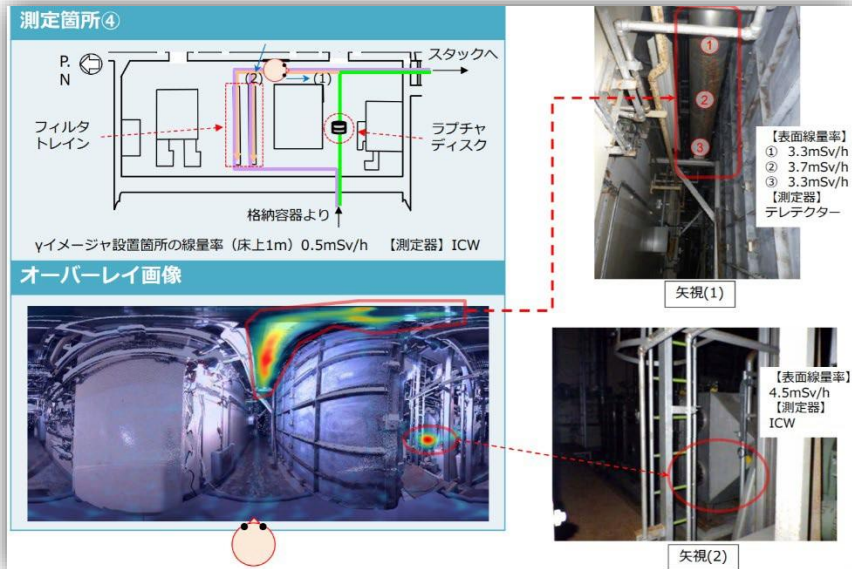 測定箇所④
P.
N
(2)
(1)
スタックへ
フィルタ
トレイン
ラプチャ
ディスク
格納容器より
γイメージャ設置箇所の線量率（床上1m）0.5mSv/h　【測定器】ICW
オーバーレイ画像
①
②
③
【表面線量率】
① 3.3mSv/h
② 3.7mSv/h
③ 3.3mSv/h
【測定器】
テレテクター
矢視(1)
【表面線量率】
4.5mSv/h
【測定器】
ICW
矢視(2)